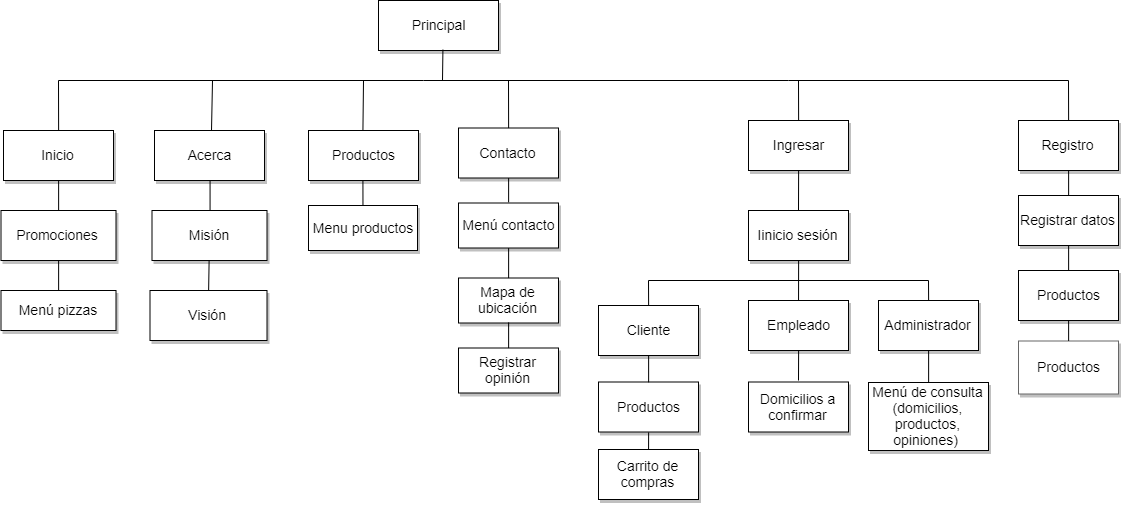 Principal
Inicio
Acerca
Productos
Contacto
Ingresar
Registro
Promociones
Misión
Menu productos
Menú contacto
Iinicio sesión
Registrar datos
Menú pizzas
Visión
Mapa de
ubicación
Productos
Cliente
Empleado
Administrador
Registrar
opinión
Productos
Productos
Domicilios a
confirmar
Menú de consulta
(domicilios,
productos,
opiniones)
Carrito de
compras